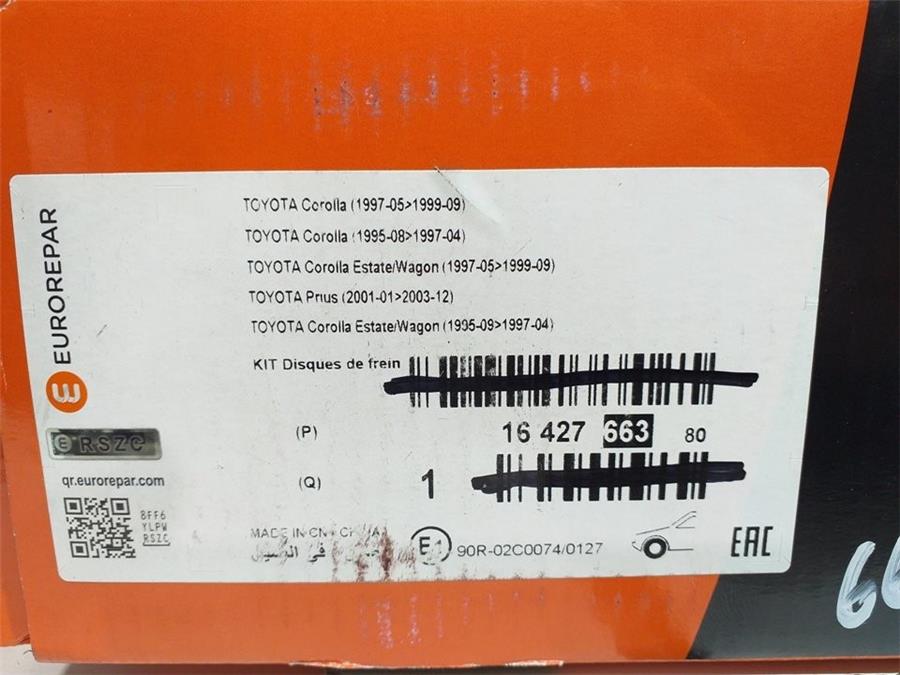 TOYOTA Corolla (1997-05>1999-09)
TOYOTA Corolla (1995-08>1997-04)
TOYOTA Corolla Estate/Wagon (1997-05>1999-09)
TOYOTA Prius (2001-01>2003-12)
TOYOTA Corolla Estate/Wagon (1995-09>1997-04)
KIT Disques de frein
(P) 16 427 663 80
(Q) 1
EUROREPAR
RSZC
qr.eurorepar.com
8FF6
YLPW
RSZC
MADE IN
في
E1 90R-02C0074/0127
EAC